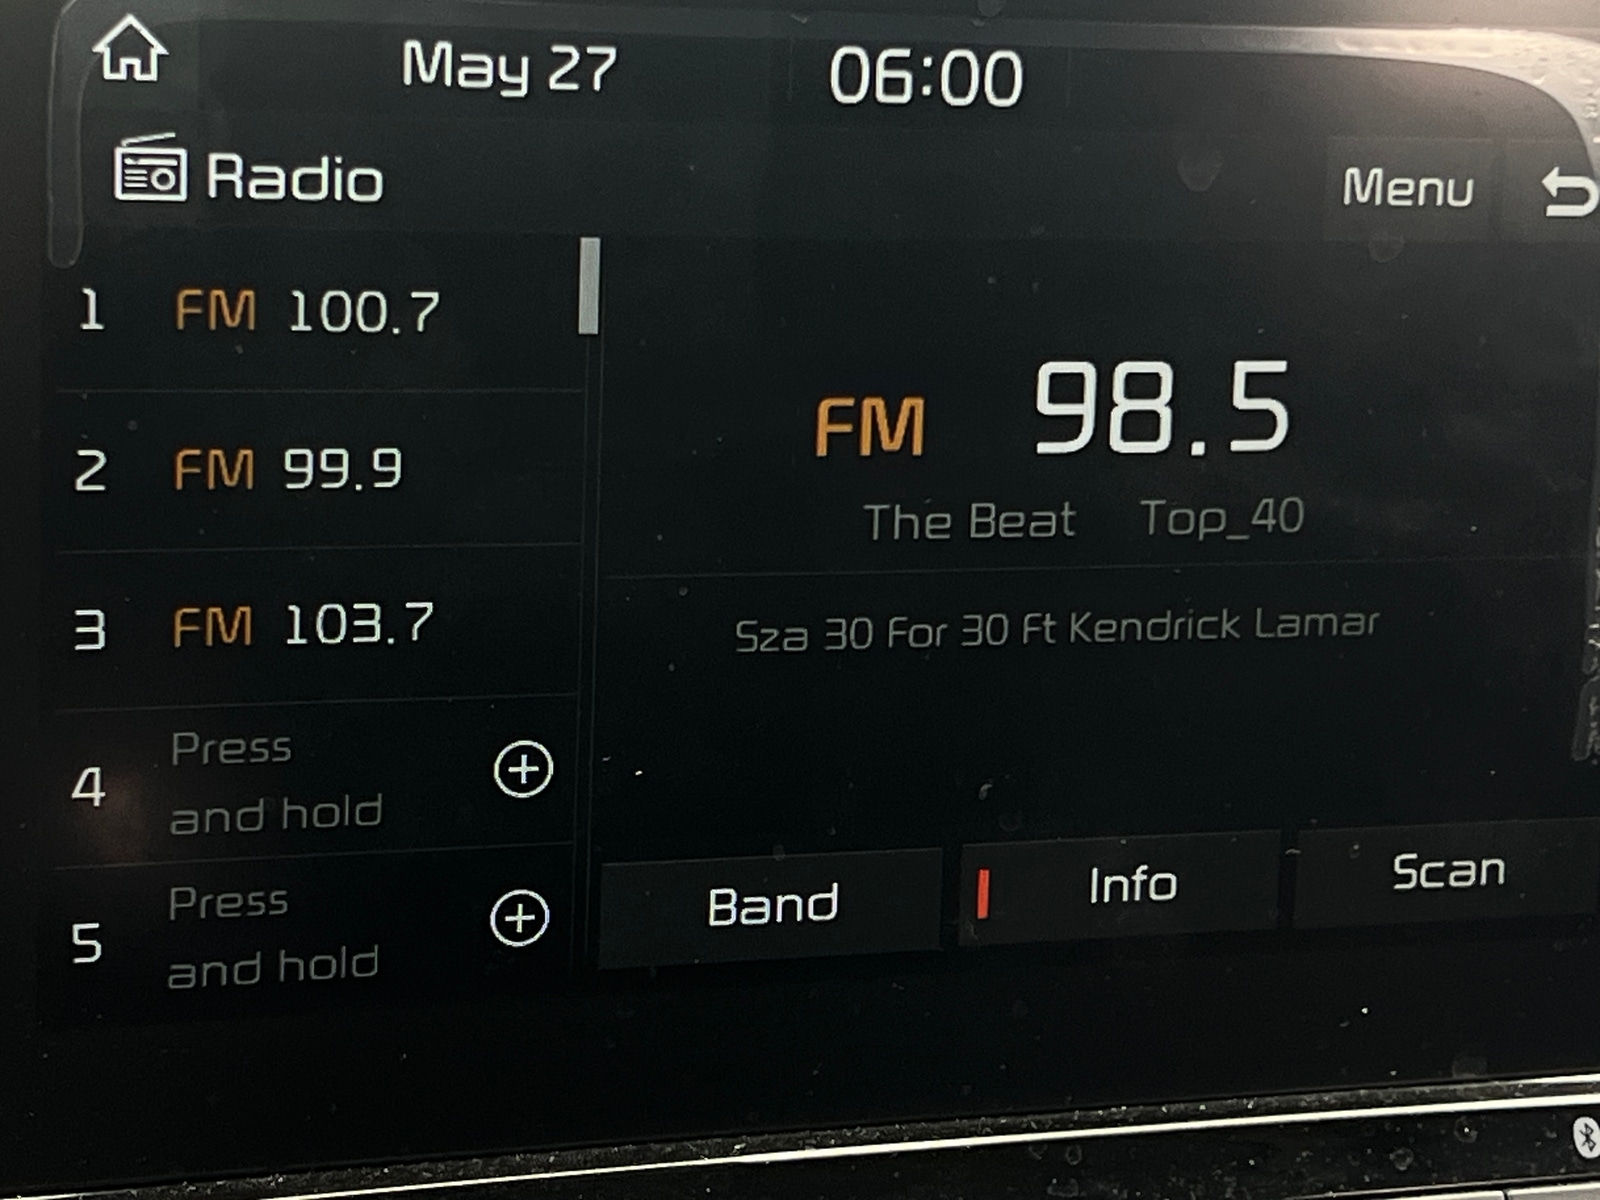 May 27 06:00
Radio Menu
1 FM 100.7
2 FM 99.9
3 FM 103.7
4 Press
and hold
5 Press
and hold
FM 98.5
The Beat Top_40
Sza 30 For 30 Ft Kendrick Lamar
Band Info Scan